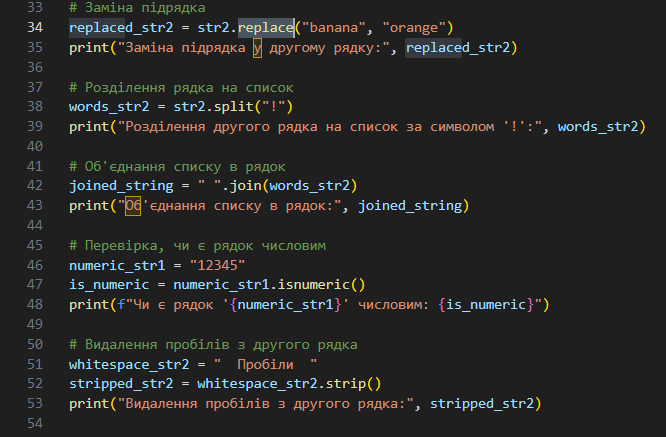 33 # Заміна підрядка
34 replaced_str2 = str2.replace("banana", "orange")
35 print("Заміна підрядка у другому рядку:", replaced_str2)
36
37 # Розділення рядка на список
38 words_str2 = str2.split("!")
39 print("Розділення другого рядка на список за символом '!':", words_str2)
40
41 # Об'єднання списку в рядок
42 joined_string = " ".join(words_str2)
43 print("Об'єднання списку в рядок:", joined_string)
44
45 # Перевірка, чи є рядок числовим
46 numeric_str1 = "12345"
47 is_numeric = numeric_str1.isnumeric()
48 print(f"Чи є рядок '{numeric_str1}' числовим: {is_numeric}")
49
50 # Видалення пробілів з другого рядка
51 whitespace_str2 = "  Пробіли  "
52 stripped_str2 = whitespace_str2.strip()
53 print("Видалення пробілів з другого рядка:", stripped_str2)
54